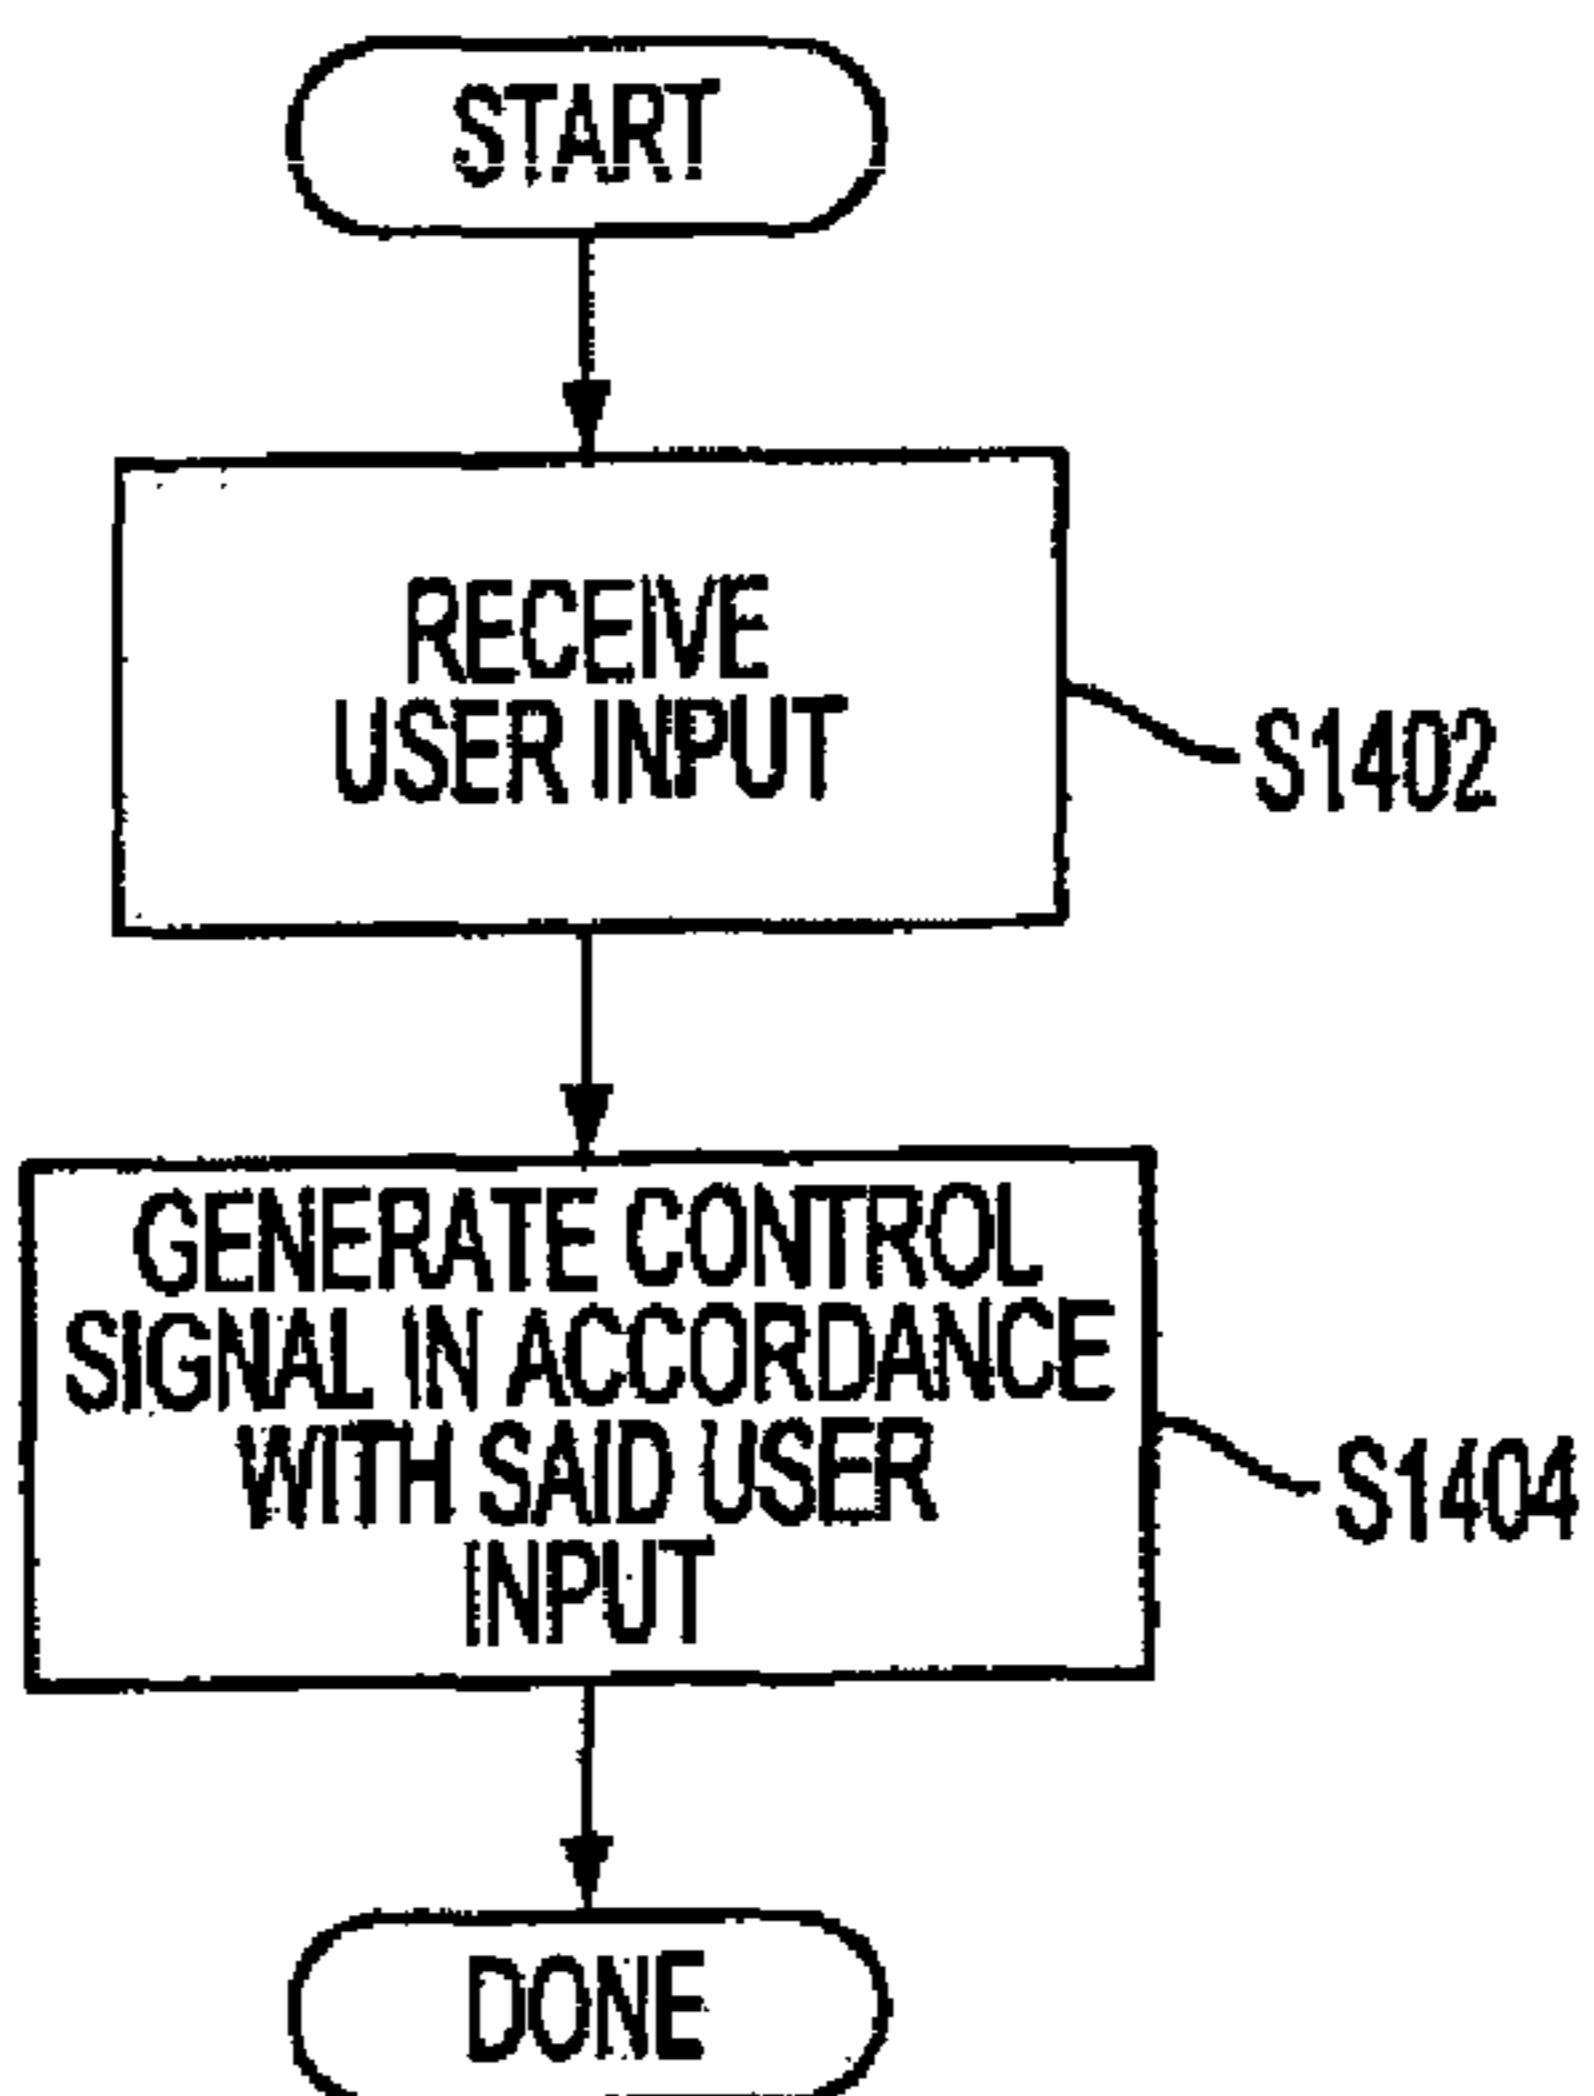 START
RECEIVE
USER INPUT
S1402
GENERATE CONTROL
SIGNAL IN ACCORDANCE
WITH SAID USER
INPUT
S1404
DONE